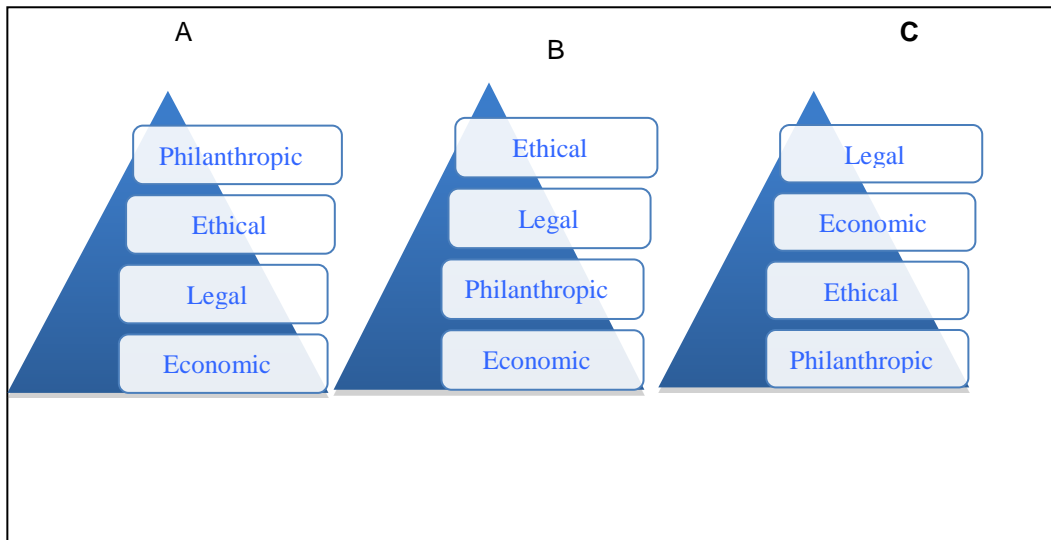 A
Philanthropic
Ethical
Legal
Economic
B
Ethical
Legal
Philanthropic
Economic
C
Legal
Economic
Ethical
Philanthropic